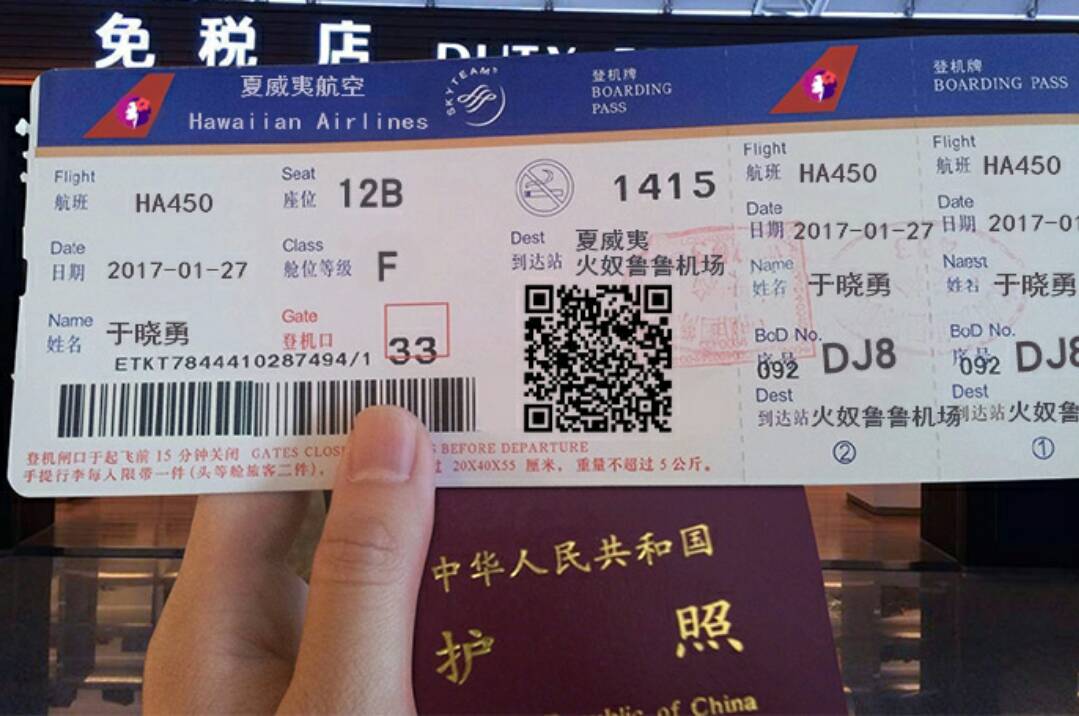 免 税 店
夏威夷航空
Hawaiian Airlines
SKYTEAM
登机牌
BOARDING
PASS
登机牌
BOARDING PASS
Flight
航班 HA450
Seat
座位 12B
1415
Date
日期 2017-01-27
Class
舱位等级 F
Dest
到达站
夏威夷
火奴鲁鲁机场
Name
姓名 于晓勇
Gate
登机口
33
ETKT7844410287494/1
登机闸口于起飞前 15 分钟关闭 GATES CLOS
S BEFORE DEPARTURE
手提行李每人限带一件(头等舱旅客二件),
过 20X40X55 厘米, 重量不超过 5 公斤。
Flight
航班 HA450
Date
日期 2017-01-27
Name
姓名 于晓勇
BoD No.
序号
092 DJ8
Dest
到达站 火奴鲁鲁机场
②
Flight
航班 HA450
Date
日期 2017-01
姓名 于晓勇
BoD No.
序号
092 DJ8
Dest
到达站 火奴鲁
①
中华人民共和国
护 照
of China